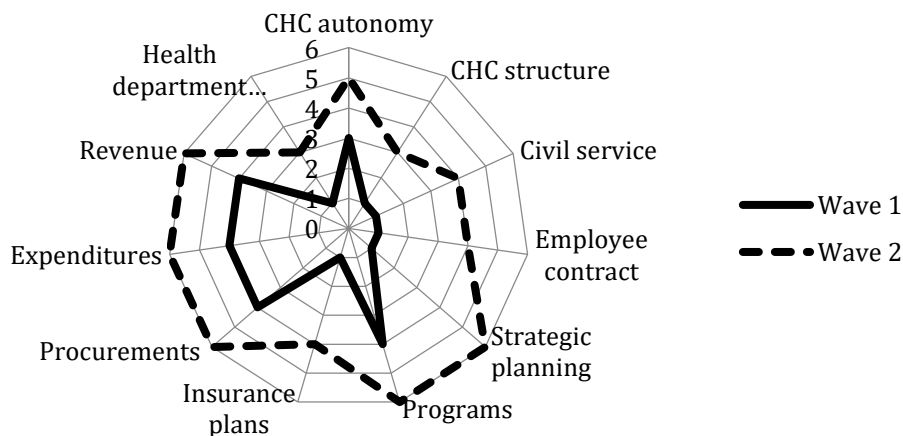 CHC autonomy
6
5
4
3
2
1
0
CHC structure
Civil service
Employee
contract
Strategic
planning
Programs
Insurance
plans
Procurements
Expenditures
Revenue
Health
department...
Wave 1
Wave 2